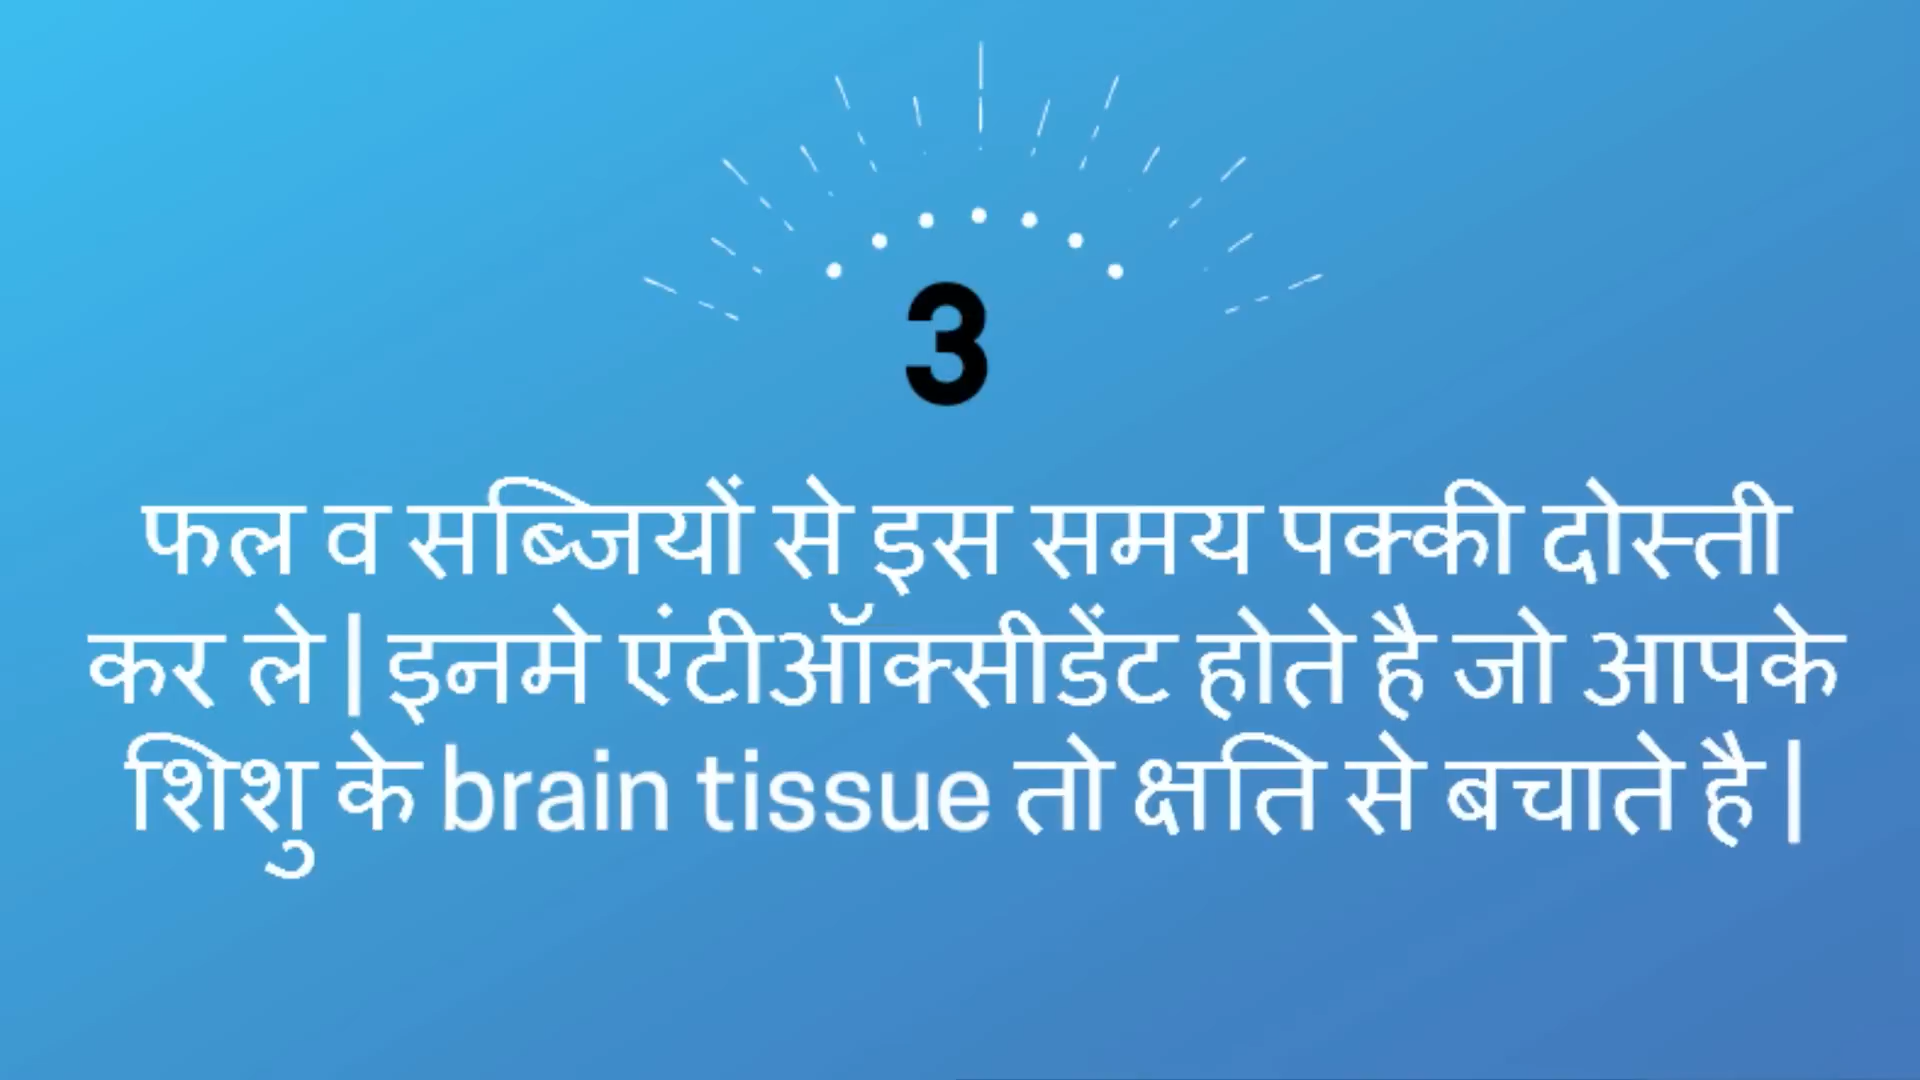 3
फल व सब्जियों से इस समय पक्की दोस्ती
कर ले | इनमे एंटीऑक्सीडेंट होते है जो आपके
शिशु के brain tissue तो क्षति से बचाते है |